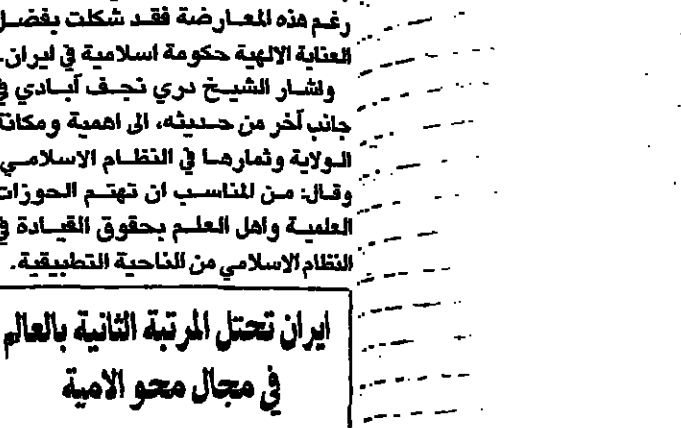 رغم هذه المعارضة فقد شكلت بفضل
العناية الالهية حكومة اسلامية في ايران.
واشار الشيخ دري نجف آبادي في
جانب آخر من حديثه، الى اهمية ومكانة
الولاية وثمارها في النظام الاسلامي
وقال: من المناسب ان تهتم الحوزات
العلمية واهل العلم بحقوق القيادة في
النظام الاسلامي من الناحية التطبيقية.
ايران تحتل المرتبة الثانية بالعالم
في مجال محو الامية